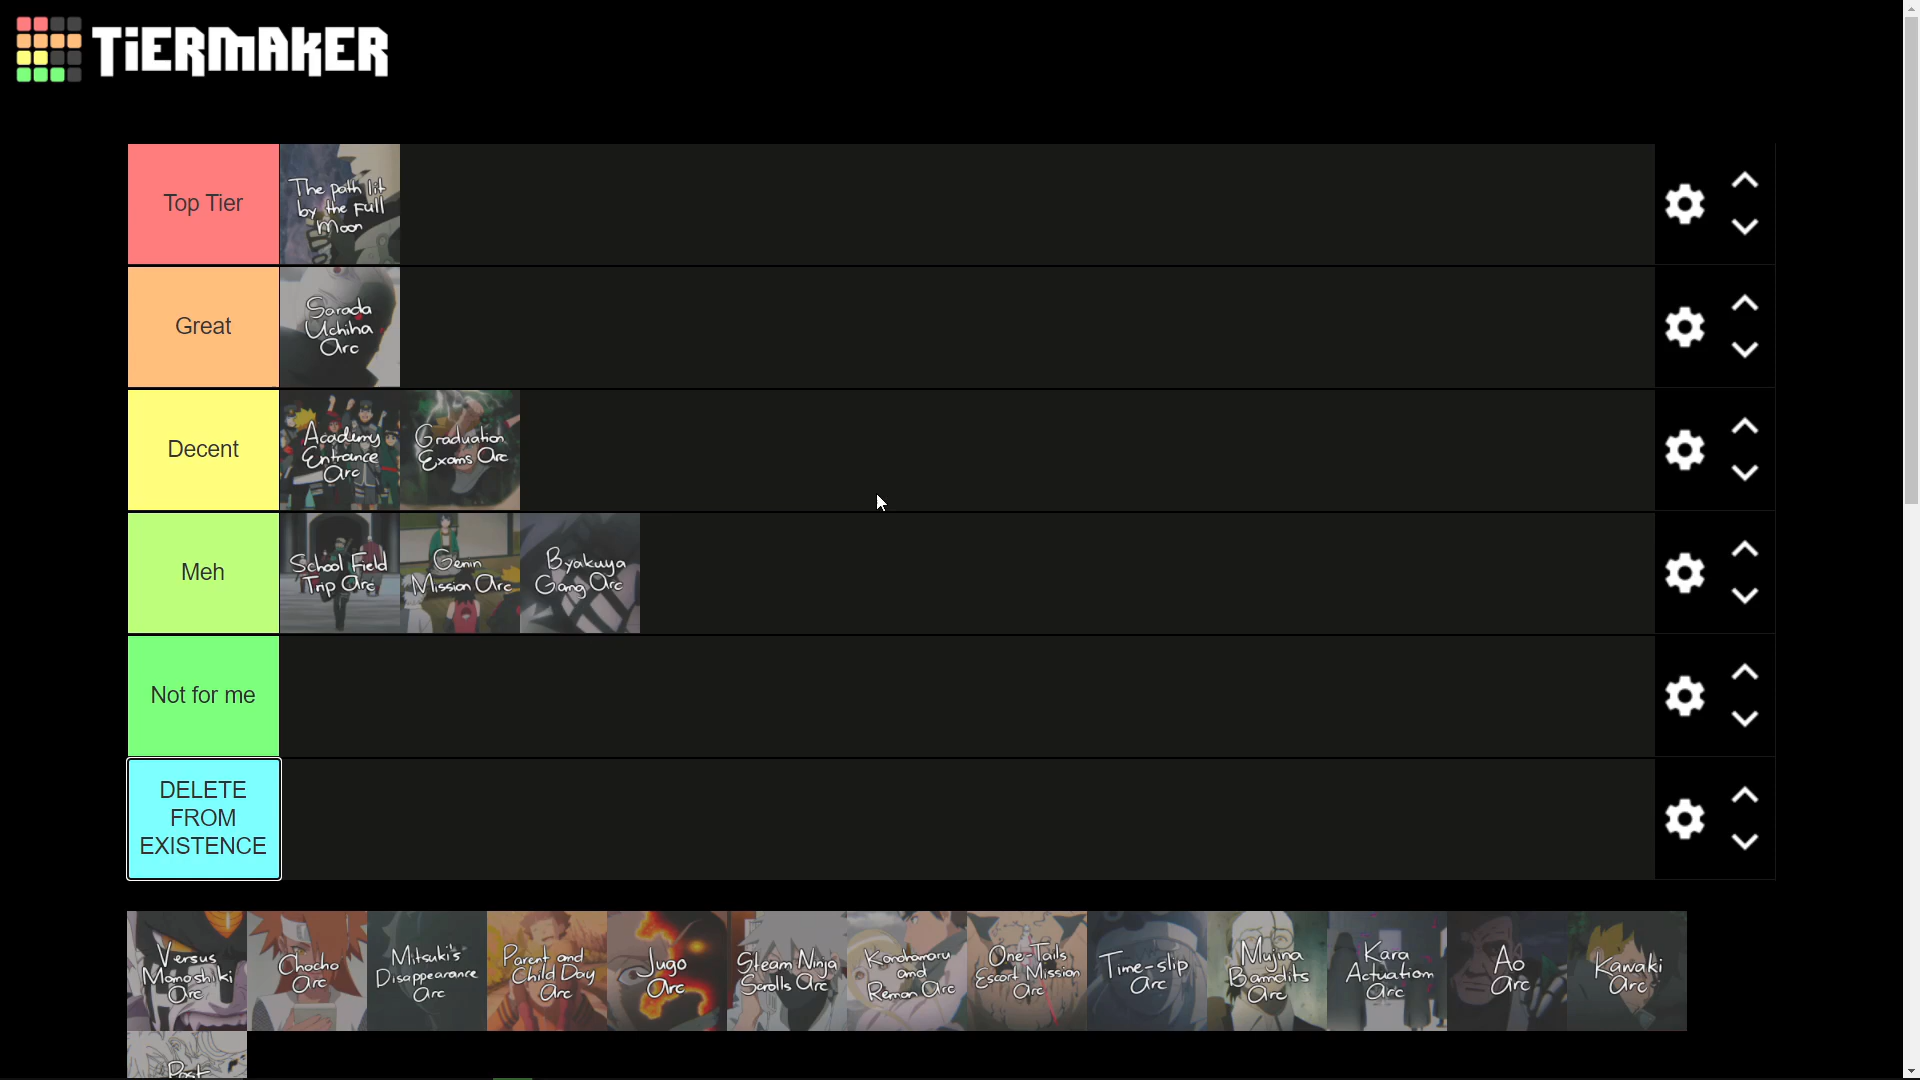 TiERMAKER
Top Tier
The path lit
by the Full
Moon
Great
Sarada
Uchiha
Arc
Decent
Academy
Entrance
Arc
Graduation
Exams Arc
Meh
School Field
Trip Arc
Genin
Mission Arc
Byakuya
Gang Arc
Not for me
DELETE
FROM
EXISTENCE
Versus
Momoshiki
Arc
Chocho
Arc
Mitsuki's
Disappearance
Arc
Parent and
Child Day
Arc
Jugo
Arc
Steam Ninja
Scrolls Arc
Konohamaru
and
Remon Arc
One-Tails
Escort Mission
Arc
Time-slip
Arc
Mujina
Bandits
Arc
Kara
Actuation
Arc
Ao
Arc
Kawaki
Arc
Post